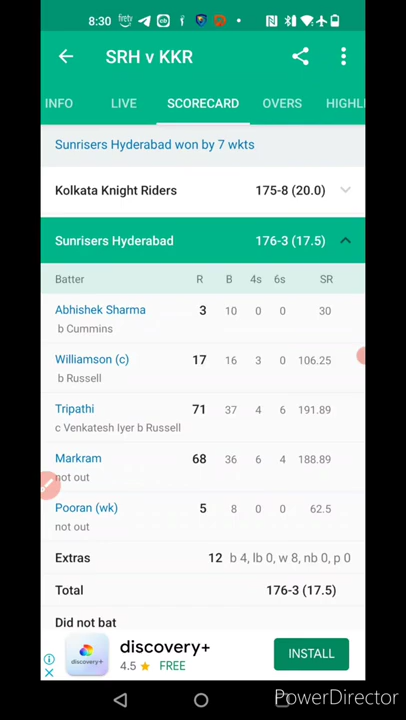 8:30 firstry
SRH v KKR
INFO LIVE SCORECARD OVERS HIGHLI
Sunrisers Hyderabad won by 7 wkts
Kolkata Knight Riders 175-8 (20.0)
Sunrisers Hyderabad 176-3 (17.5)
Batter R B 4s 6s SR
Abhishek Sharma 3 10 0 0 30
b Cummins
Williamson (c) 17 16 3 0 106.25
b Russell
Tripathi 71 37 4 6 191.89
c Venkatesh Iyer b Russell
Markram 68 36 6 4 188.89
not out
Pooran (wk) 5 8 0 0 62.5
not out
Extras 12 b 4, lb 0, w 8, nb 0, p 0
Total 176-3 (17.5)
Did not bat
discovery+
discovery+
4.5 ★ FREE
INSTALL
PowerDirector